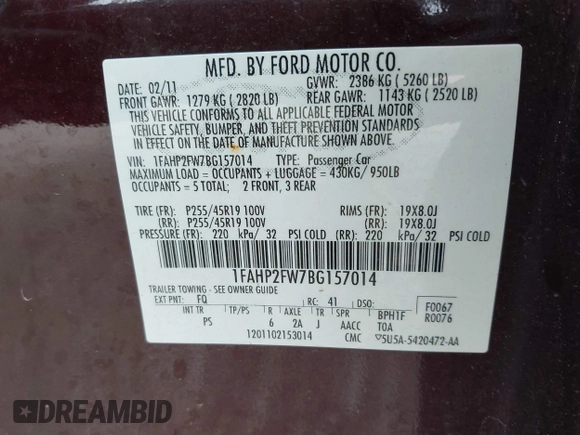 MFD. BY FORD MOTOR CO.
DATE: 02/11 GVWR: 2386 KG ( 5260 LB)
FRONT GAWR: 1279 KG ( 2820 LB) REAR GAWR: 1143 KG ( 2520 LB)
THIS VEHICLE CONFORMS TO ALL APPLICABLE FEDERAL MOTOR
VEHICLE SAFETY, BUMPER, AND THEFT PREVENTION STANDARDS
IN EFFECT ON THE DATE OF MANUFACTURE SHOWN ABOVE.
VIN: 1FAHP2FW7BG157014 TYPE: Passenger Car
MAXIMUM LOAD = OCCUPANTS + LUGGAGE = 430KG/ 950LB
OCCUPANTS = 5 TOTAL; 2 FRONT, 3 REAR
TIRE (FR): P255/45R19 100V RIMS (FR): 19X8.0J
(RR): P255/45R19 100V (RR): 19X8.0J
PRESSURE (FR): 220 kPa/ 32 PSI COLD (RR) 220 kPa/ 32 PSI COLD
1FAHP2FW7BG157014
TRAILER TOWING - SEE OWNER GUIDE
EXT PNT: FQ RC: 41 DSO: F0067
INT TR TP/PS R AXLE TR SPR BPH1F R0076
PS 6 2A J AACC TOA
1201102153014 CMC ▽5U5A-5420472-AA
DREAMBID